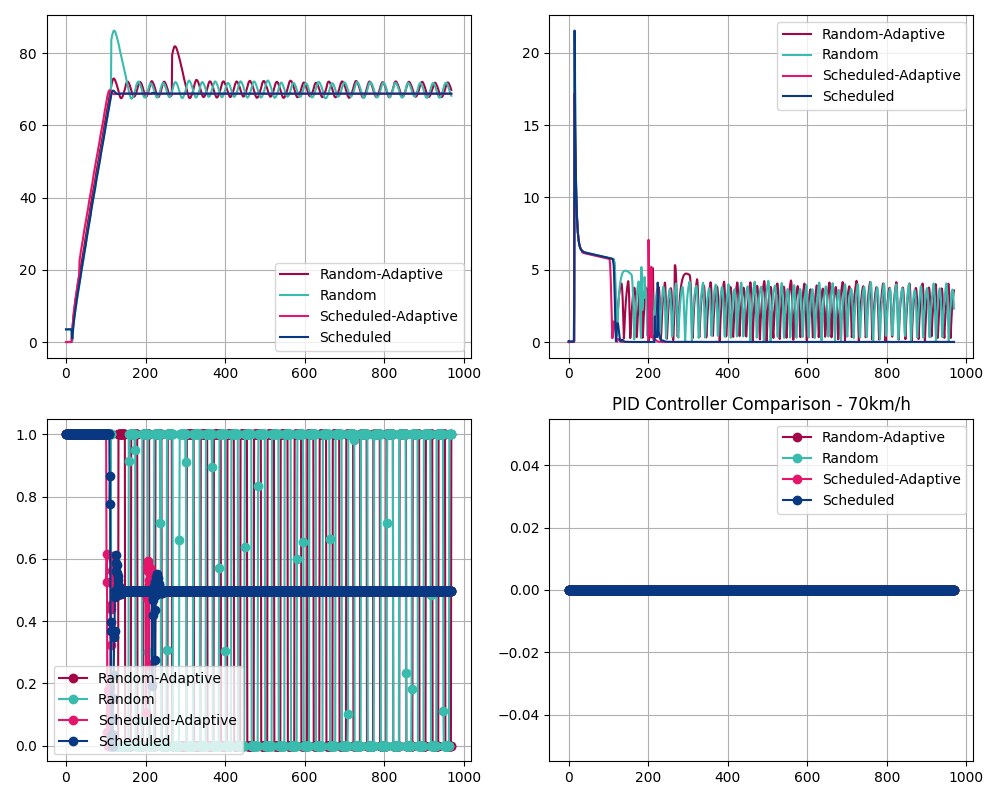 80
60
40
20
0
0 200 400 600 800 1000
Random-Adaptive
Random
Scheduled-Adaptive
Scheduled
20
15
10
5
0
0 200 400 600 800 1000
Random-Adaptive
Random
Scheduled-Adaptive
Scheduled
1.0
0.8
0.6
0.4
0.2
0.0
0 200 400 600 800 1000
Random-Adaptive
Random
Scheduled-Adaptive
Scheduled
PID Controller Comparison - 70km/h
0.04
0.02
0.00
−0.02
−0.04
0 200 400 600 800 1000
Random-Adaptive
Random
Scheduled-Adaptive
Scheduled